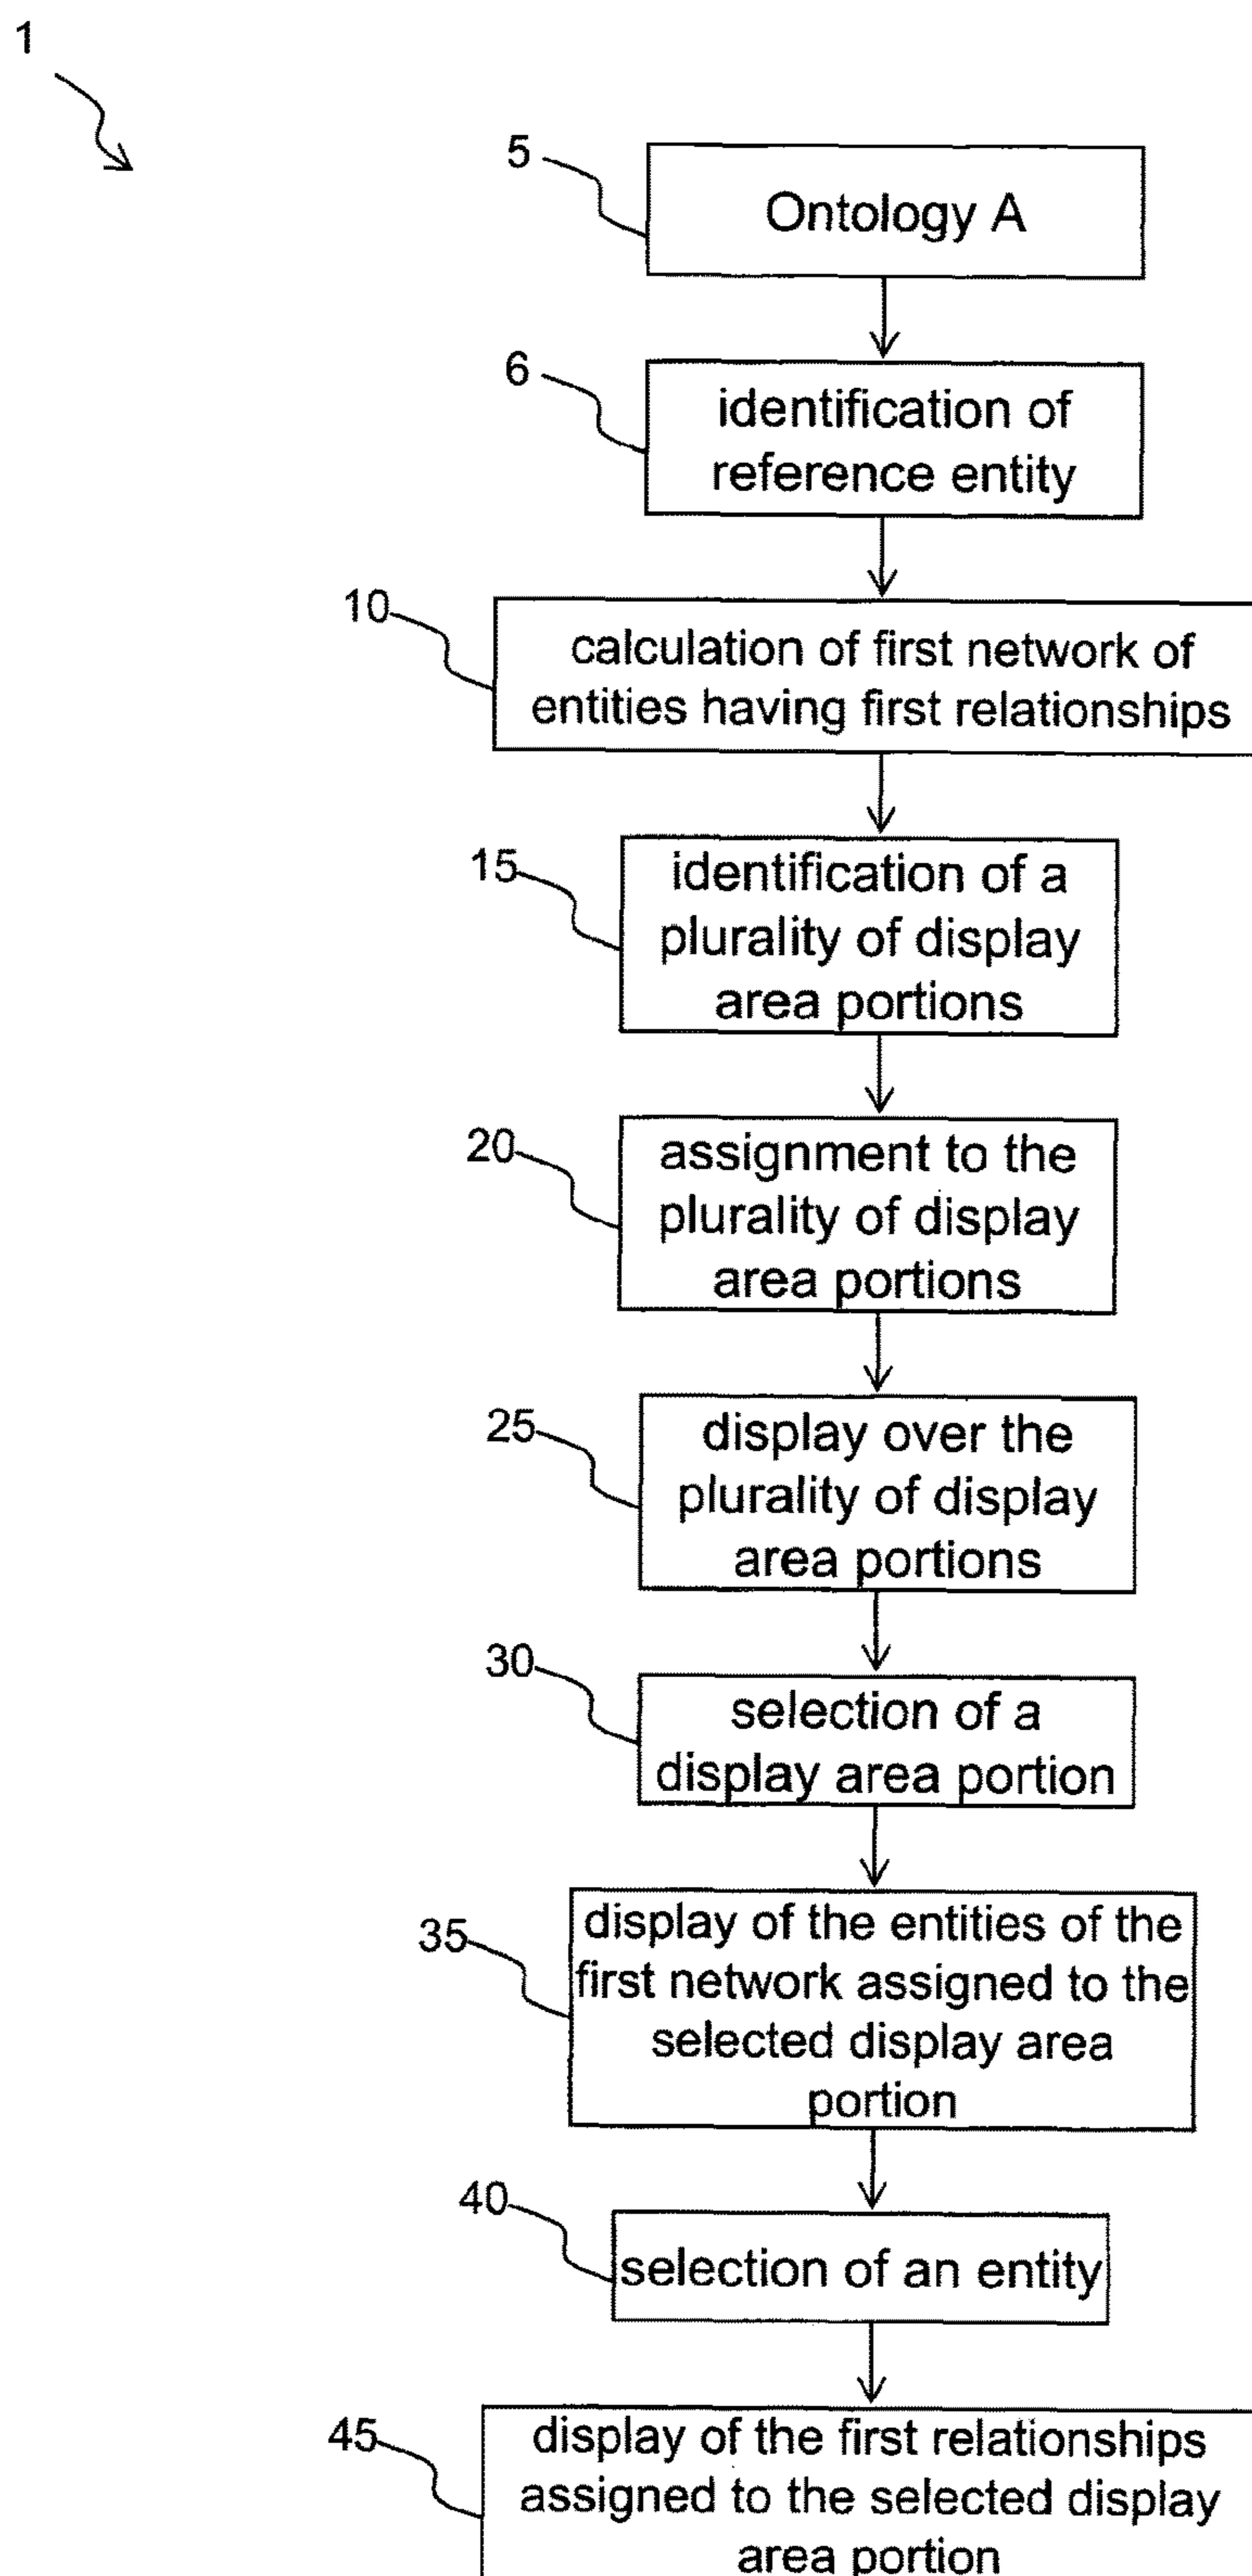 1
5
Ontology A
6
identification of
reference entity
10
calculation of first network of
entities having first relationships
15
identification of a
plurality of display
area portions
20
assignment to the
plurality of display
area portions
25
display over the
plurality of display
area portions
30
selection of a
display area portion
35
display of the entities of the
first network assigned to the
selected display area
portion
40
selection of an entity
45
display of the first relationships
assigned to the selected display
area portion